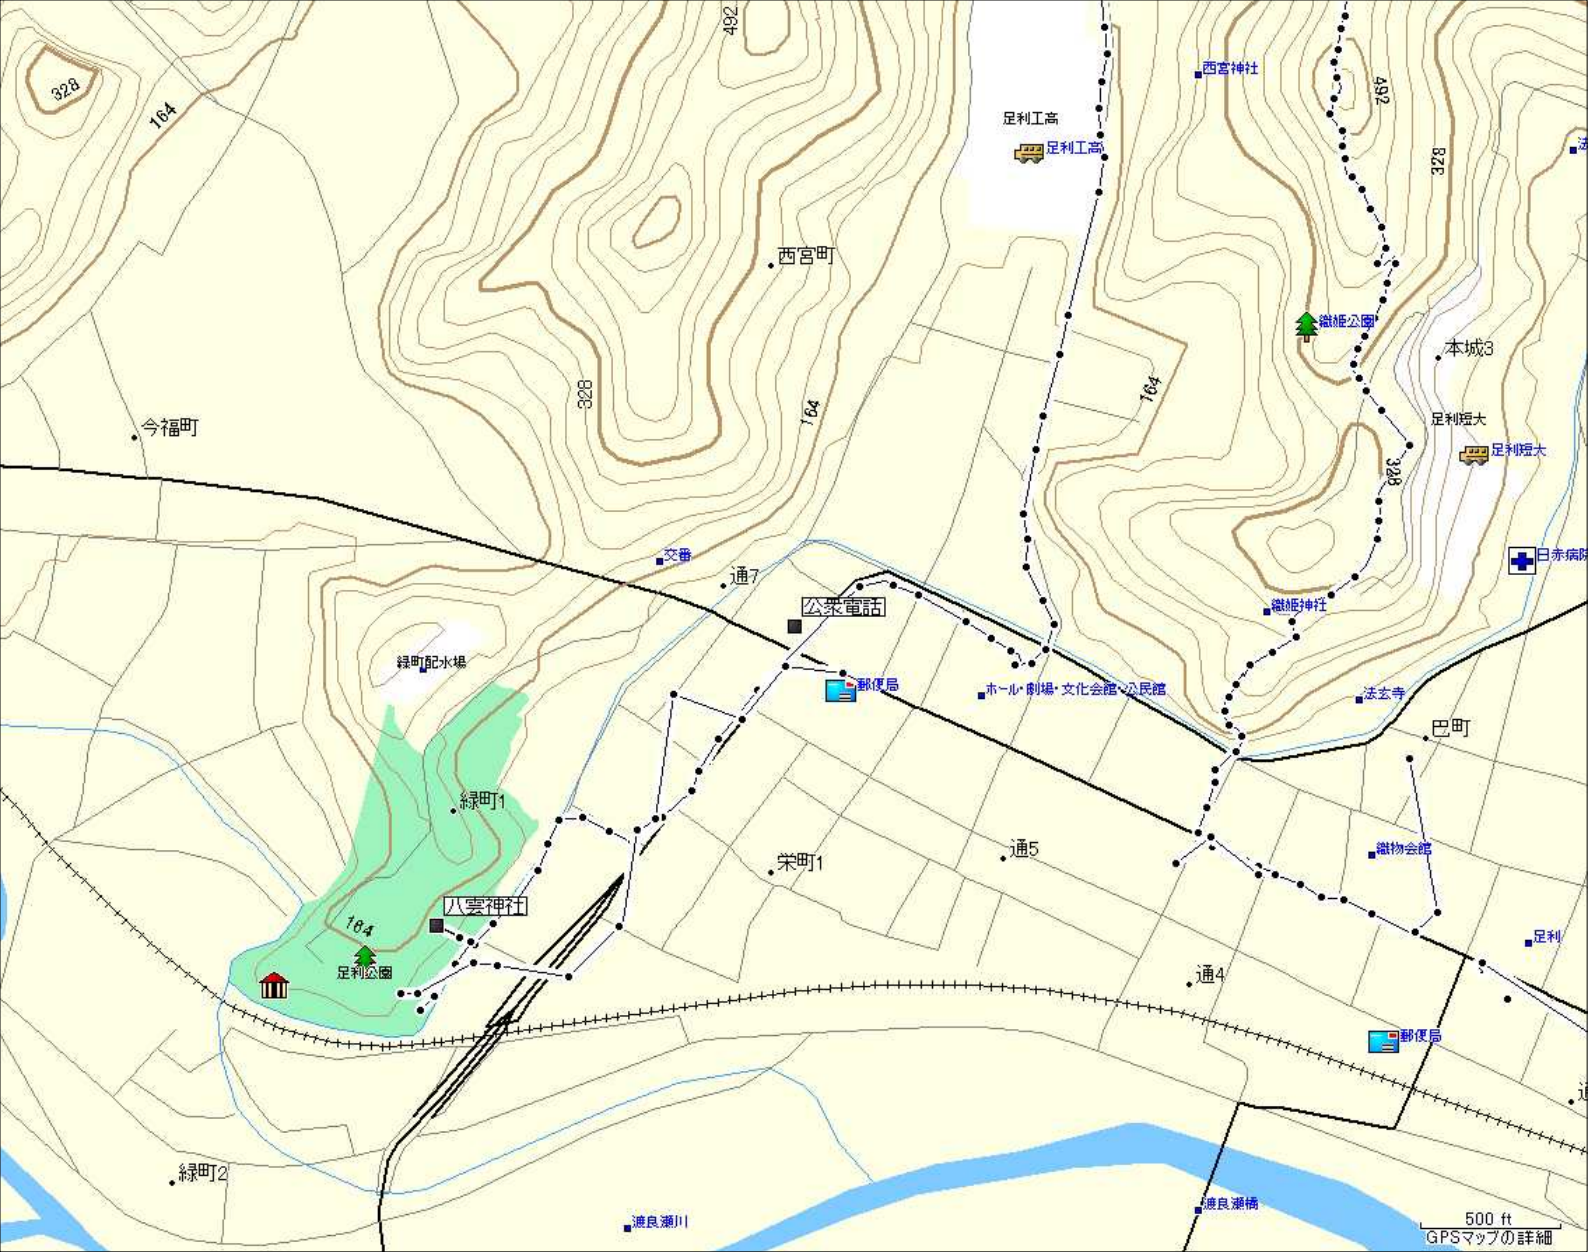 492
328
164
西宮神社
492
足利工高
足利工高
328
西宮町
織姫公園
本城3
328
164
164
今福町
足利短大
足利短大
328
交番
通7
日赤病院
公衆電話
織姫神社
緑町配水場
郵便局
ホール・劇場・文化会館・公民館
法玄寺
巴町
緑町1
栄町1
通5
織物会館
八雲神社
164
足利
足利公園
通4
郵便局
緑町2
渡良瀬川
渡良瀬橋
500 ft
GPSマップの詳細